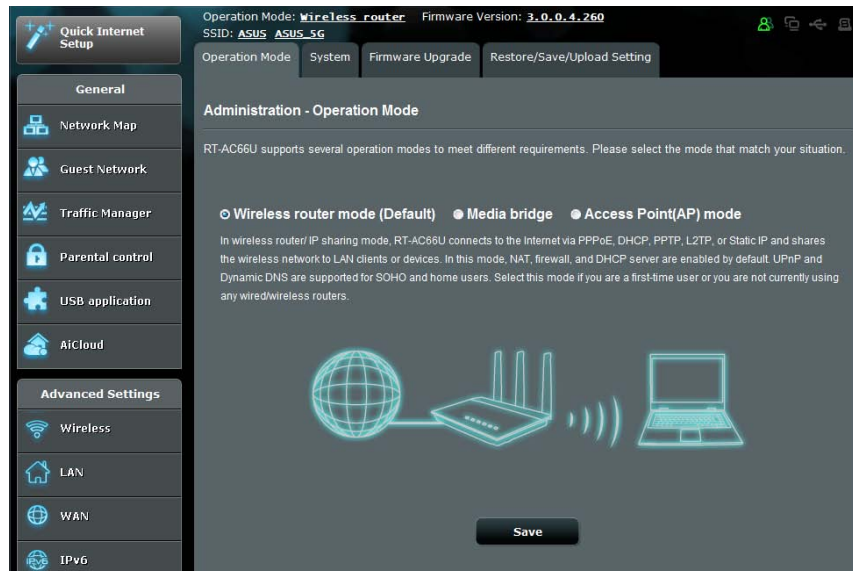 Quick Internet
Setup
Operation Mode: Wireless router Firmware Version: 3.0.0.4.260
SSID: ASUS ASUS_5G
Operation Mode System Firmware Upgrade Restore/Save/Upload Setting
General
Network Map
Guest Network
Traffic Manager
Parental control
USB application
AiCloud
Advanced Settings
Wireless
LAN
WAN
IPv6
Administration - Operation Mode
RT-AC66U supports several operation modes to meet different requirements. Please select the mode that match your situation.
Wireless router mode (Default) Media bridge Access Point(AP) mode
In wireless router/ IP sharing mode, RT-AC66U connects to the Internet via PPPoE, DHCP, PPTP, L2TP, or Static IP and shares
the wireless network to LAN clients or devices. In this mode, NAT, firewall, and DHCP server are enabled by default. UPnP and
Dynamic DNS are supported for SOHO and home users. Select this mode if you are a first-time user or you are not currently using
any wired/wireless routers.
Save